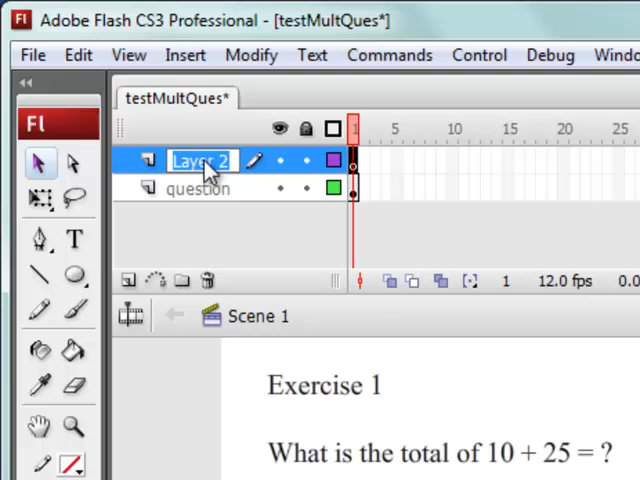 Fl Adobe Flash CS3 Professional - [testMultQues*]
File Edit View Insert Modify Text Commands Control Debug Windo
testMultQues*
Fl
1 5 10 15 20 25
Layer 2
question
1 12.0 fps 0.0
Scene 1
T
Exercise 1
What is the total of 10 + 25 = ?